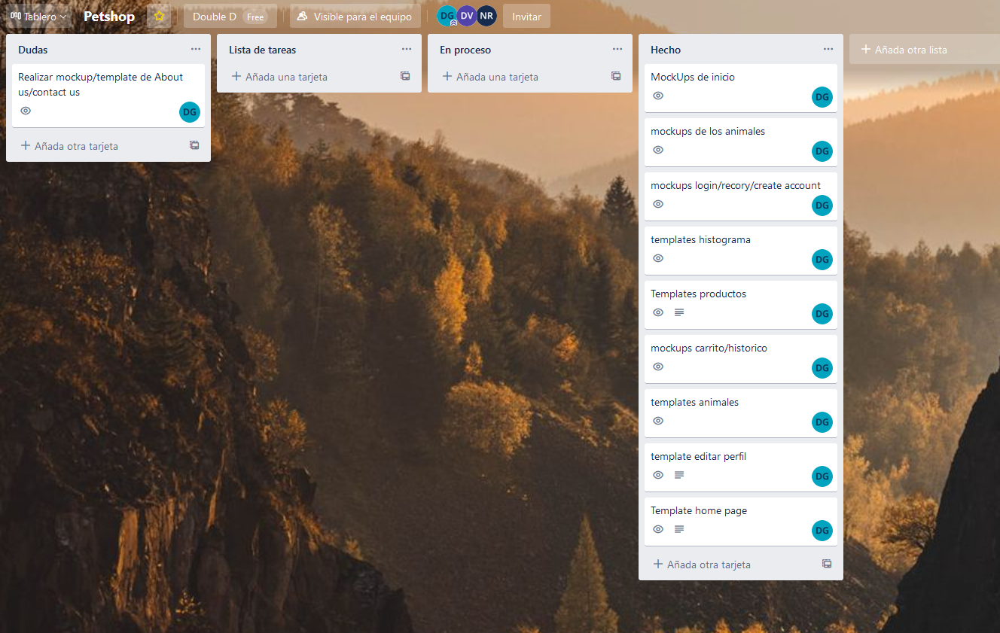 Tablero
Petshop
Double D Free
Visible para el equipo
DG DV NR
Invitar
Dudas
Realizar mockup/template de About
us/contact us
DG
Añada otra tarjeta
Lista de tareas
Añada una tarjeta
En proceso
Añada una tarjeta
Hecho
MockUps de inicio
DG
mockups de los animales
DG
mockups login/recory/create account
DG
templates histograma
DG
Templates productos
DG
mockups carrito/historico
DG
templates animales
DG
template editar perfil
DG
Template home page
DG
Añada otra tarjeta
Añada otra lista